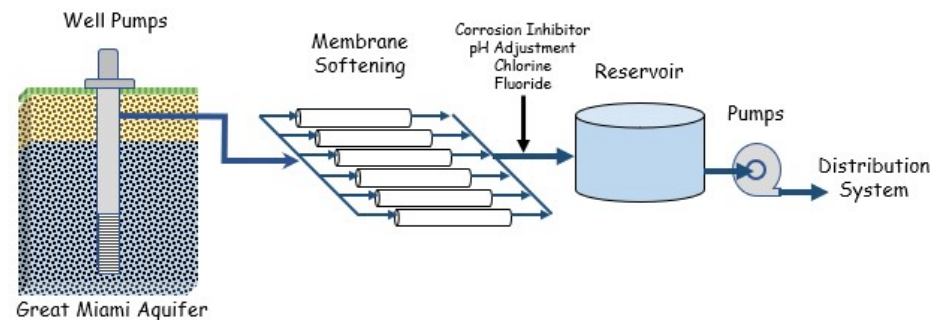 Well Pumps
Great Miami Aquifer
Membrane
Softening
Corrosion Inhibitor
pH Adjustment
Chlorine
Fluoride
Reservoir
Pumps
Distribution
System